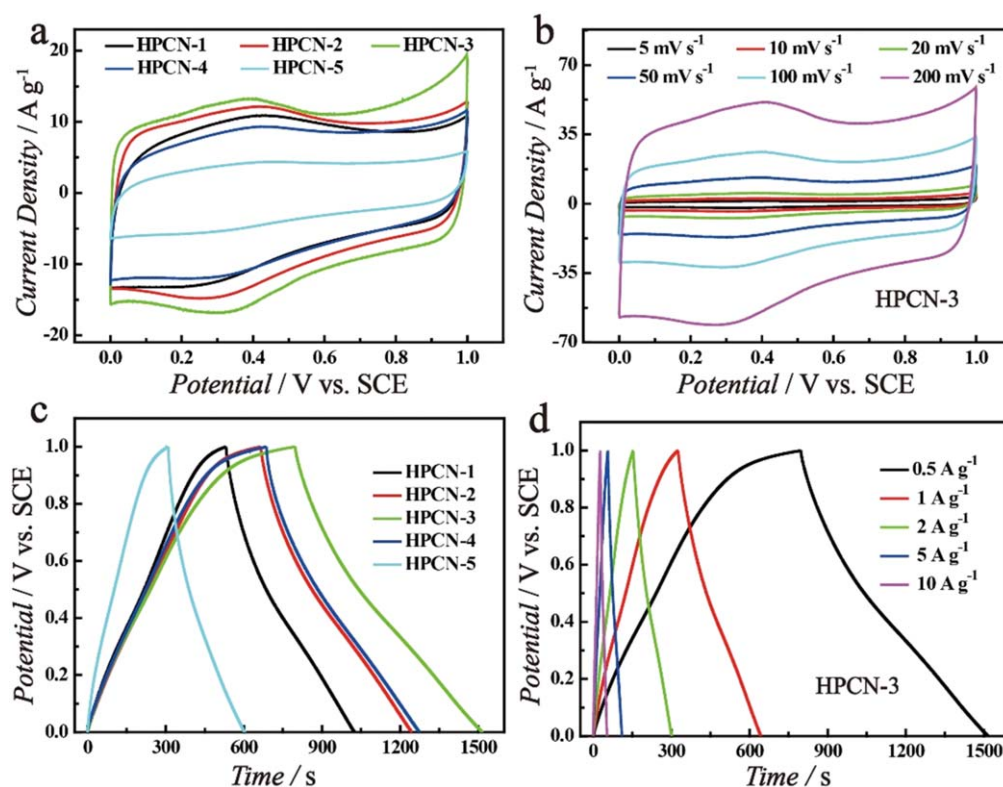 a
HPCN-1 HPCN-2 HPCN-3
HPCN-4 HPCN-5
20
10
0
-10
-20
Current Density / A g-1
0.0 0.2 0.4 0.6 0.8 1.0
Potential / V vs. SCE
b
5 mV s-1 10 mV s-1 20 mV s-1
50 mV s-1 100 mV s-1 200 mV s-1
70
35
0
-35
-70
Current Density / A g-1
HPCN-3
0.0 0.2 0.4 0.6 0.8 1.0
Potential / V vs. SCE
c
1.0
0.8
0.6
0.4
0.2
0.0
Potential / V vs. SCE
HPCN-1
HPCN-2
HPCN-3
HPCN-4
HPCN-5
0 300 600 900 1200 1500
Time / s
d
1.0
0.8
0.6
0.4
0.2
0.0
Potential / V vs. SCE
0.5 A g-1
1 A g-1
2 A g-1
5 A g-1
10 A g-1
HPCN-3
0 300 600 900 1200 1500
Time / s